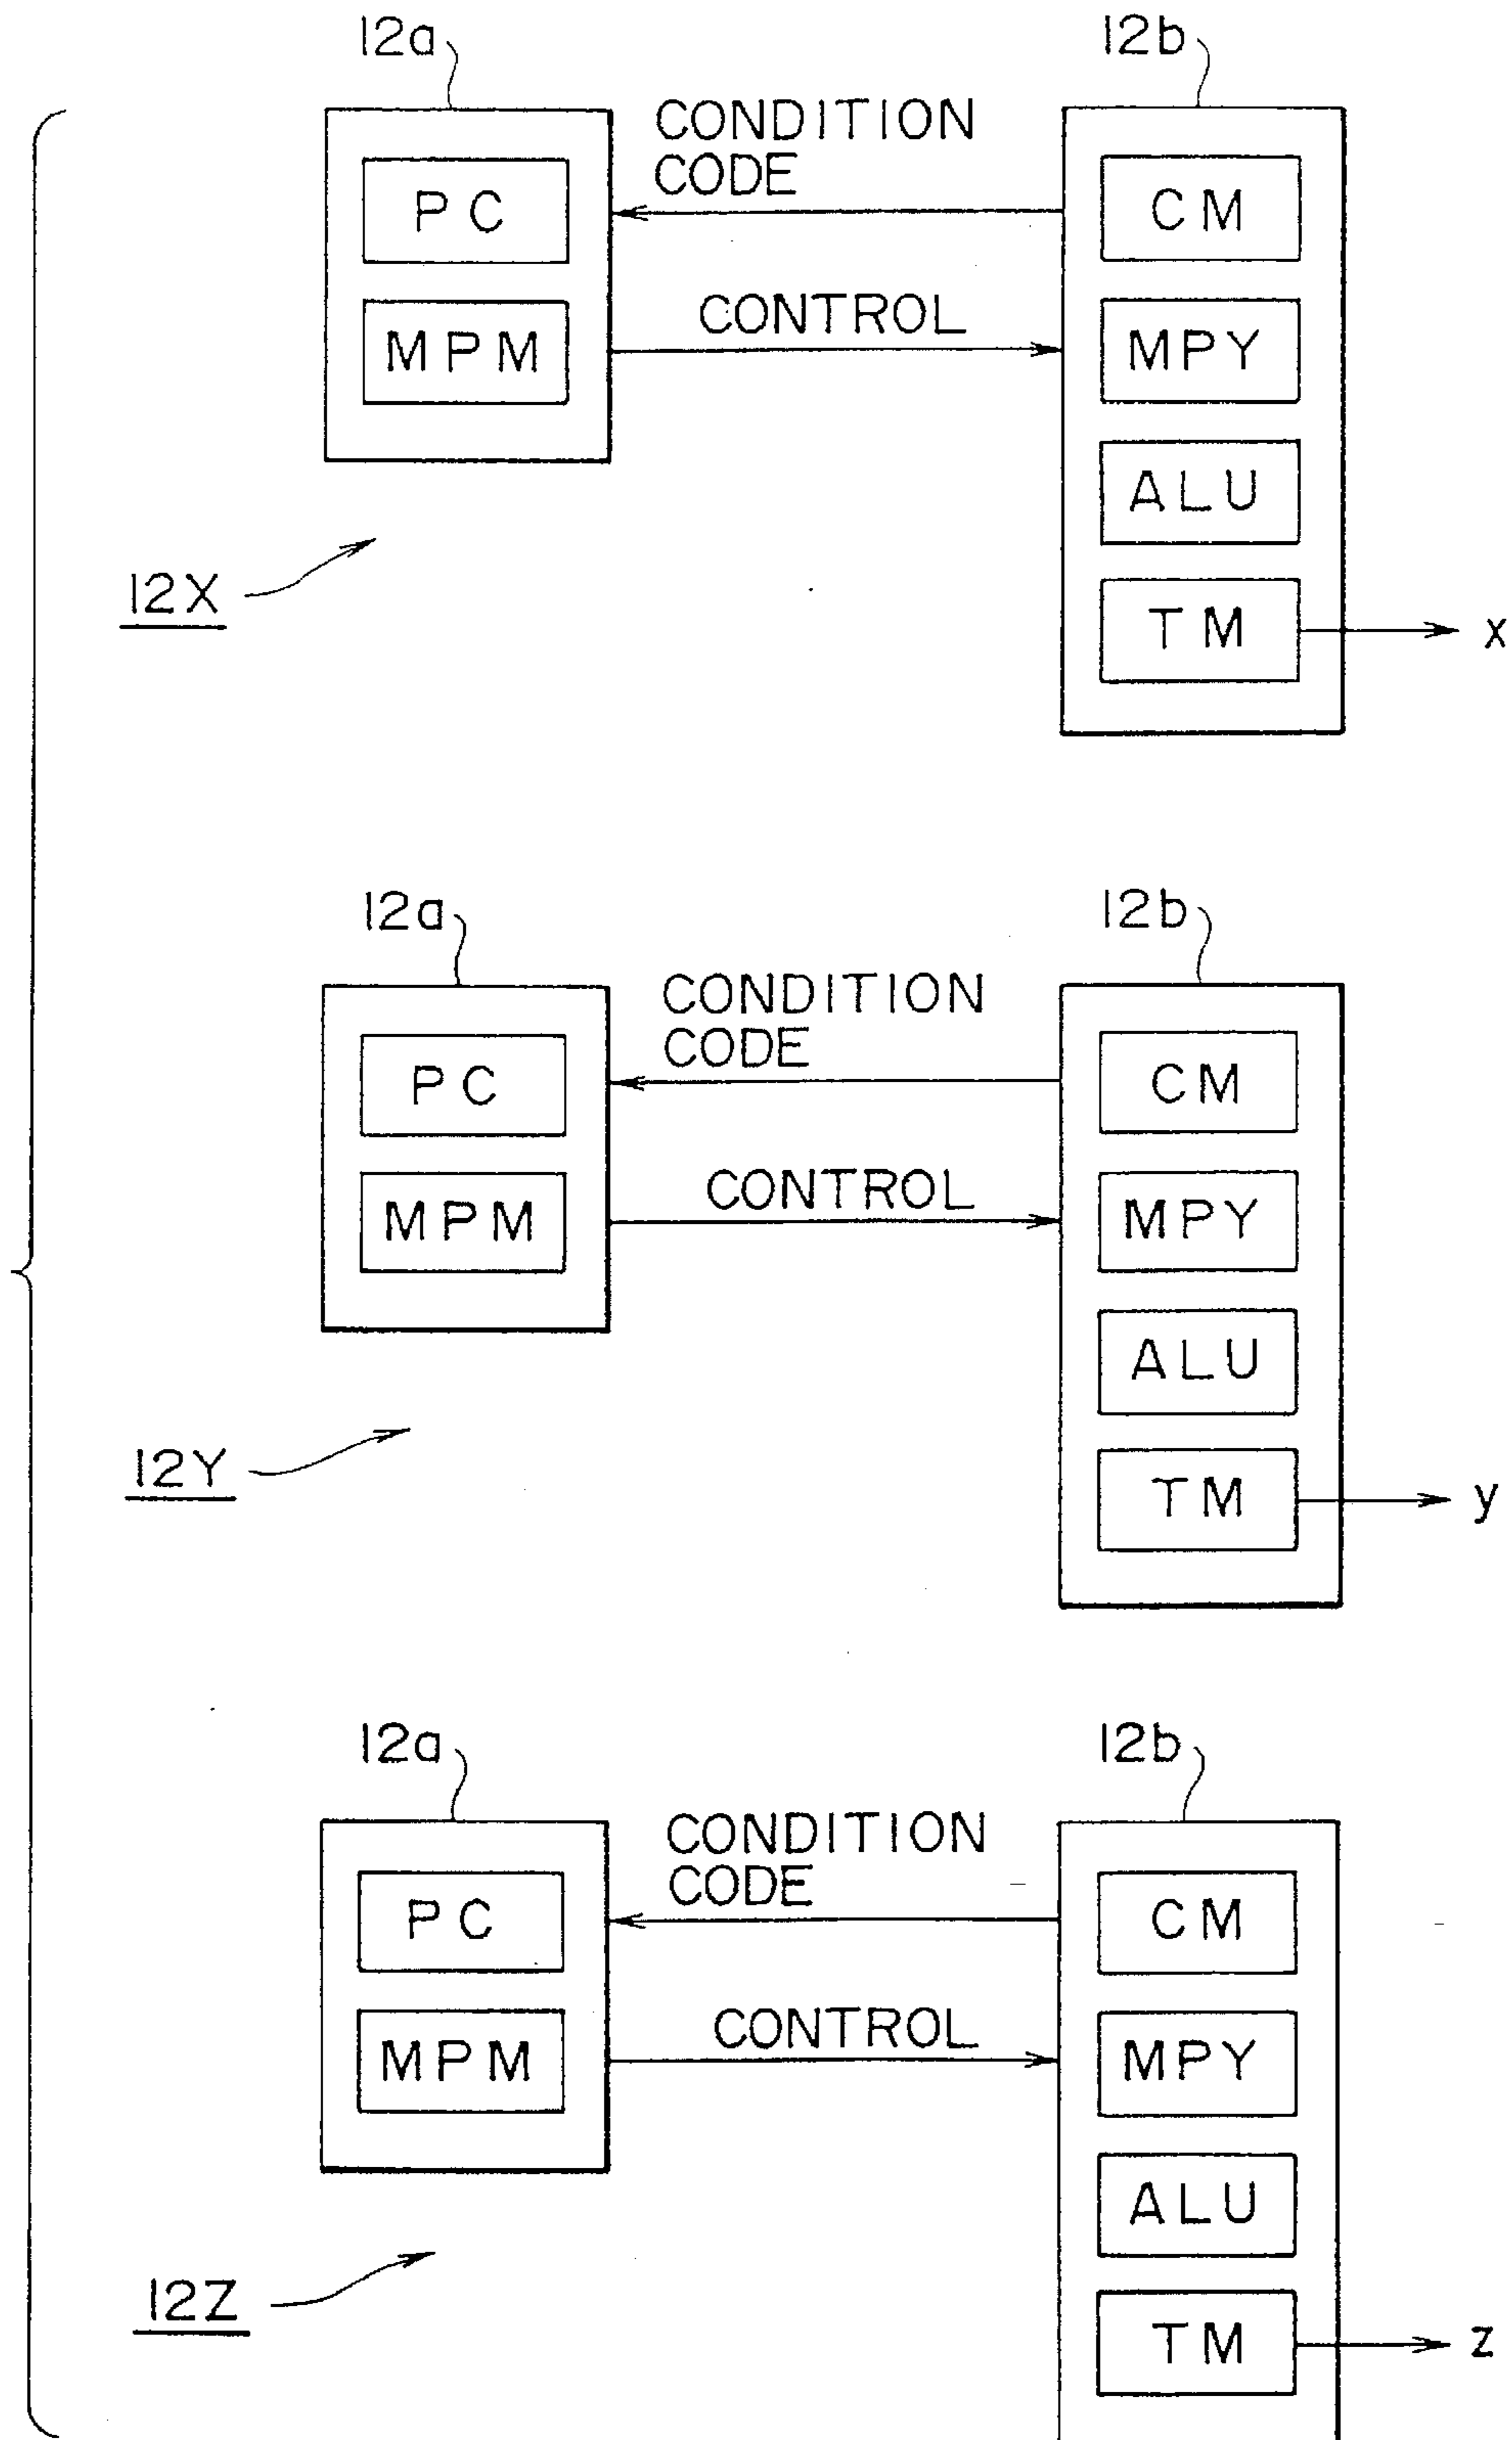 12a
12b
CONDITION
CODE
PC
CM
CONTROL
MPM
MPY
ALU
12X
TM
x
12a
12b
CONDITION
CODE
PC
CM
CONTROL
MPM
MPY
ALU
12Y
TM
y
12a
12b
CONDITION
CODE
PC
CM
CONTROL
MPM
MPY
ALU
12Z
TM
z